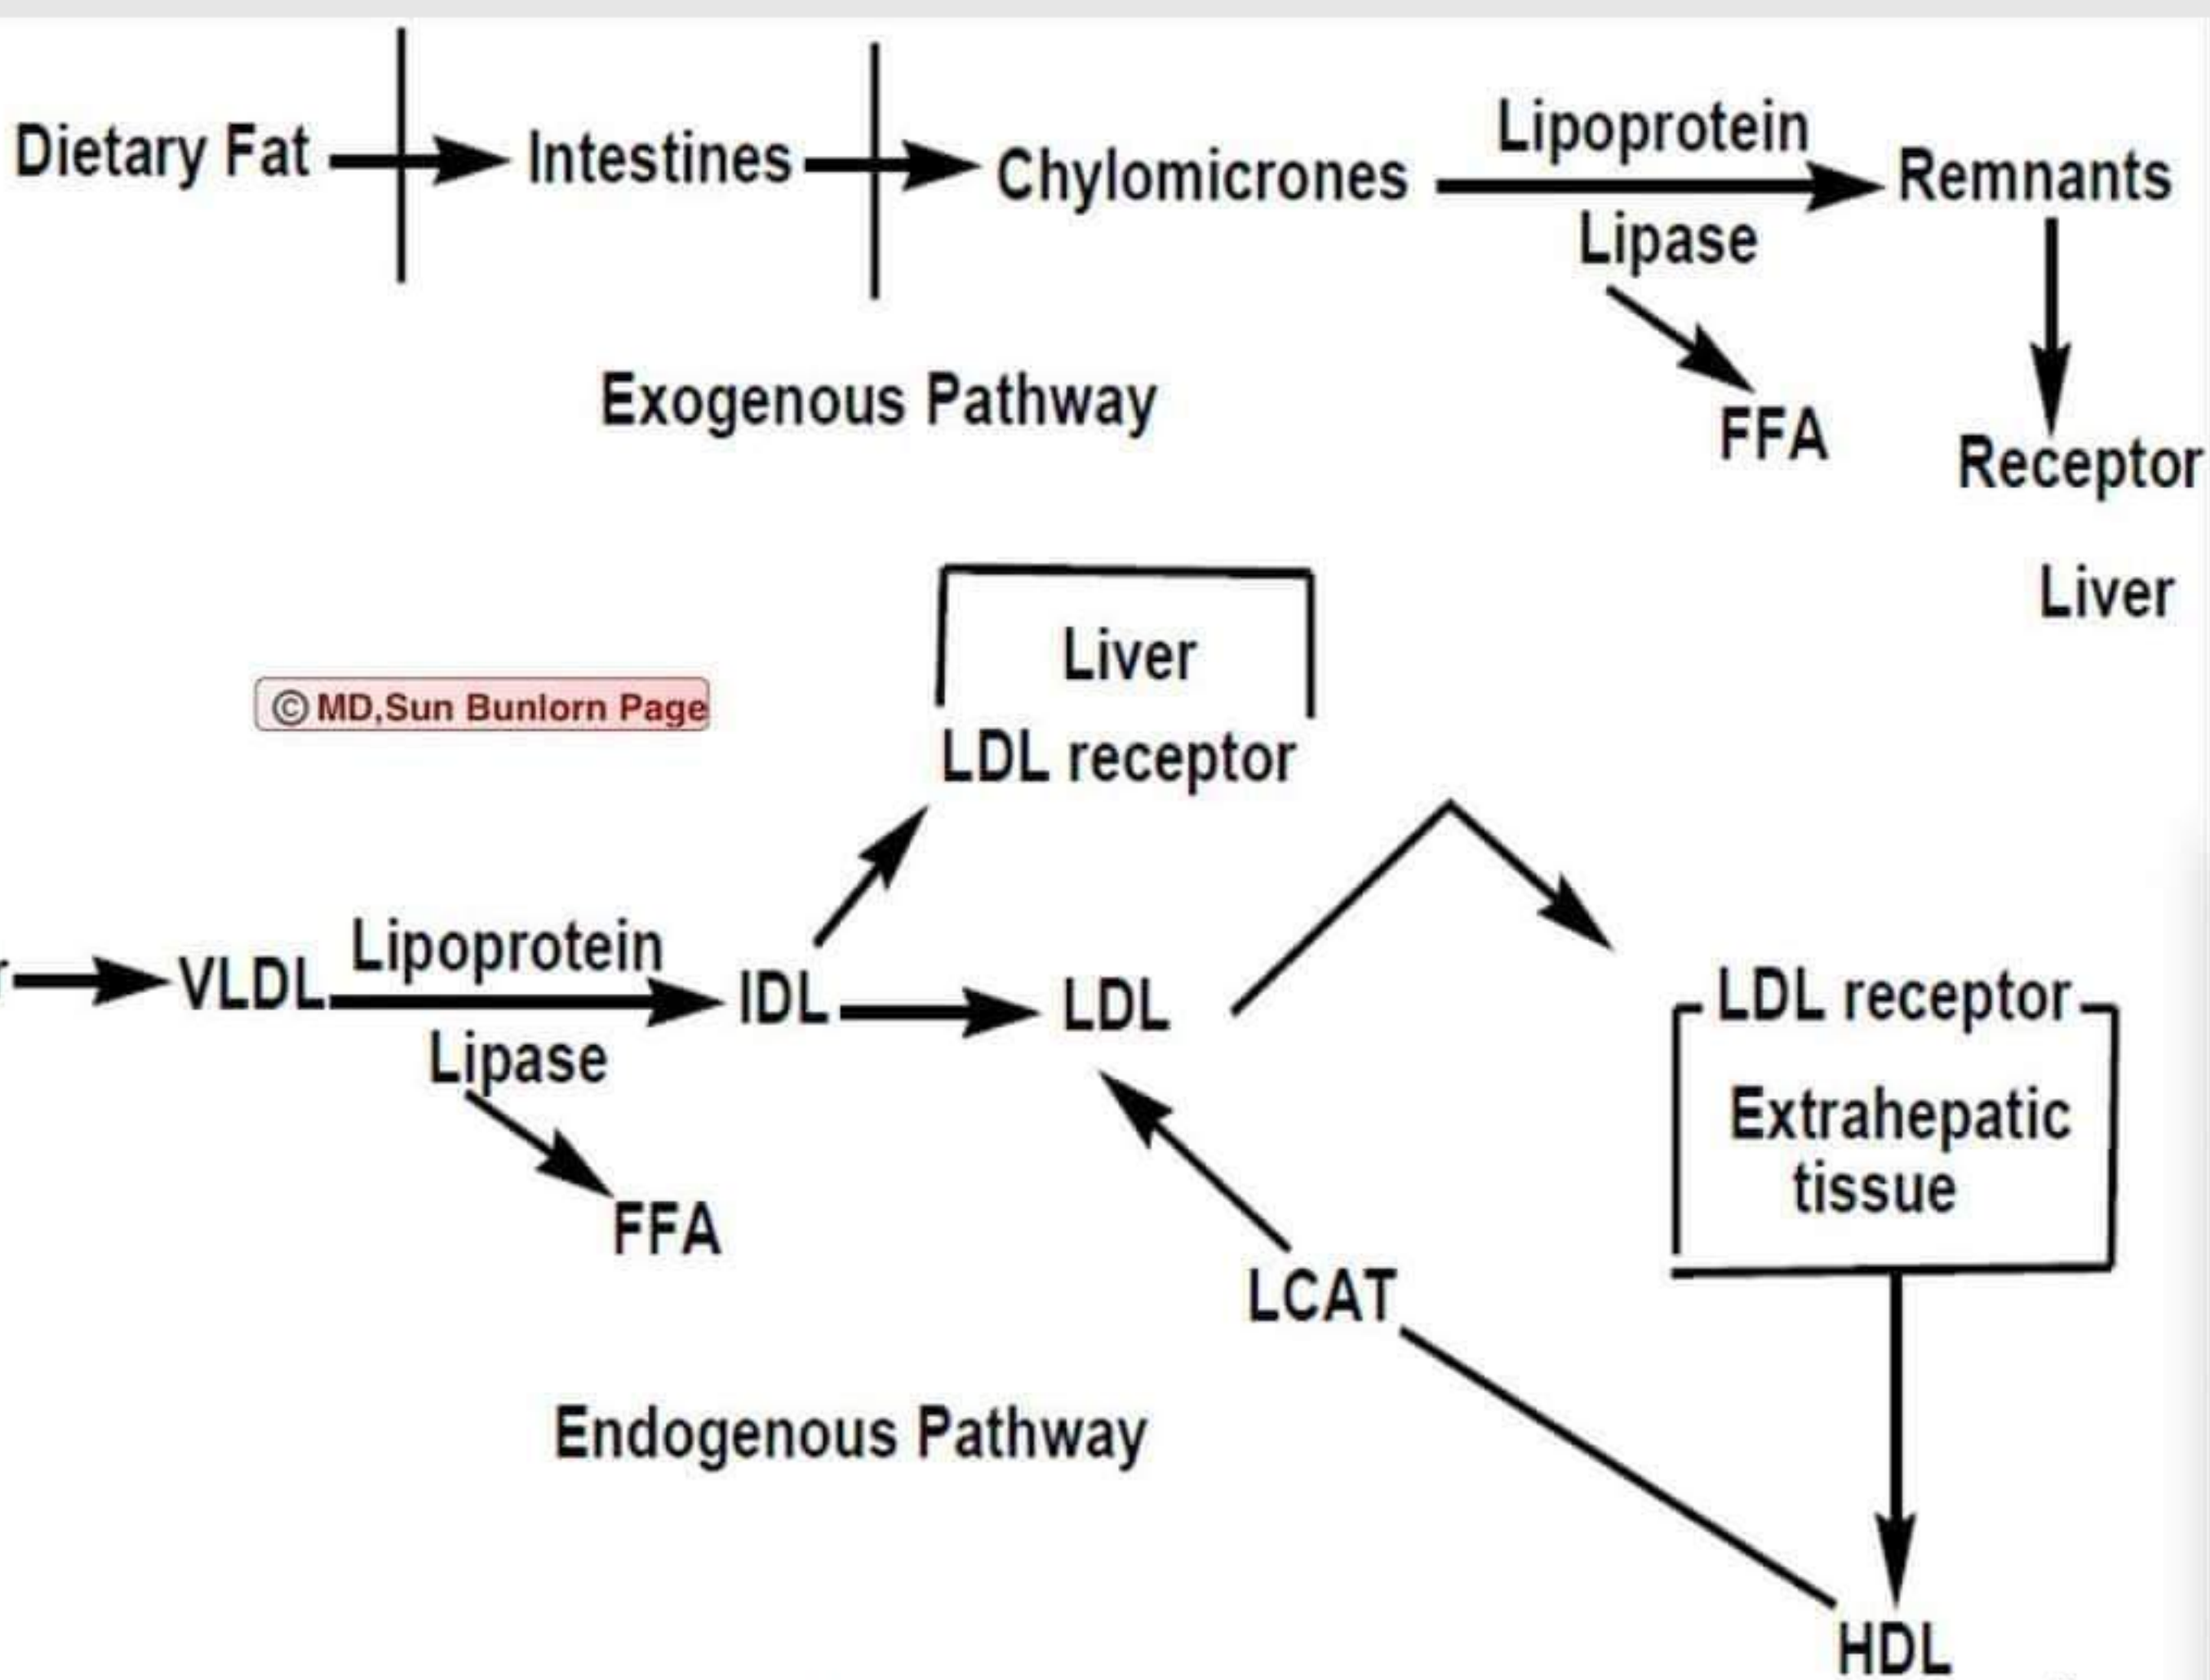 Dietary Fat
Intestines
Chylomicrones
Lipoprotein
Lipase
Remnants
FFA
Receptor
Liver
Exogenous Pathway
Liver
LDL receptor
© MD,Sun Bunlorn Page
r
VLDL
Lipoprotein
Lipase
IDL
LDL
FFA
LDL receptor
Extrahepatic
tissue
LCAT
Endogenous Pathway
HDL